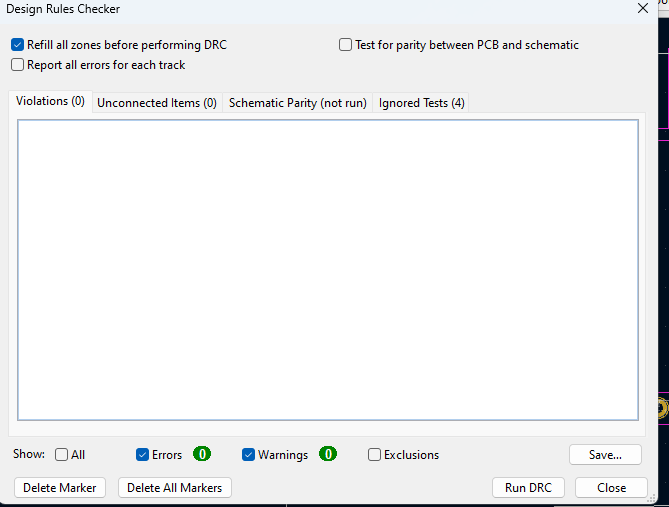 Design Rules Checker
Refill all zones before performing DRC
Test for parity between PCB and schematic
Report all errors for each track
Violations (0) Unconnected Items (0) Schematic Parity (not run) Ignored Tests (4)
Show: All Errors 0 Warnings 0 Exclusions Save...
Delete Marker Delete All Markers Run DRC Close